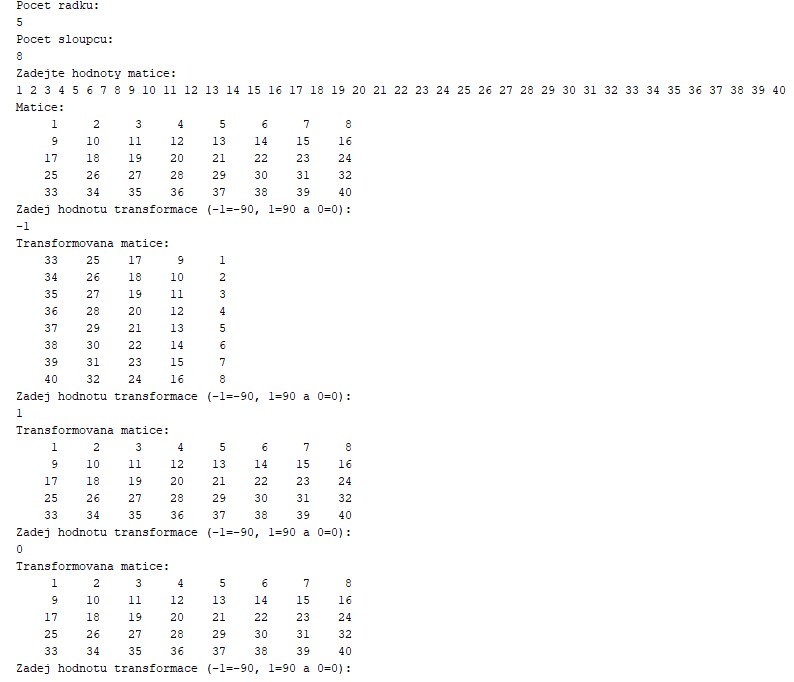 Pocet radku:
5
Pocet sloupcu:
8
Zadejte hodnoty matice:
1 2 3 4 5 6 7 8 9 10 11 12 13 14 15 16 17 18 19 20 21 22 23 24 25 26 27 28 29 30 31 32 33 34 35 36 37 38 39 40
Matice:
1 2 3 4 5 6 7 8
9 10 11 12 13 14 15 16
17 18 19 20 21 22 23 24
25 26 27 28 29 30 31 32
33 34 35 36 37 38 39 40
Zadej hodnotu transformace (-1=-90, 1=90 a 0=0):
-1
Transformovana matice:
33 25 17 9 1
34 26 18 10 2
35 27 19 11 3
36 28 20 12 4
37 29 21 13 5
38 30 22 14 6
39 31 23 15 7
40 32 24 16 8
Zadej hodnotu transformace (-1=-90, 1=90 a 0=0):
1
Transformovana matice:
1 2 3 4 5 6 7 8
9 10 11 12 13 14 15 16
17 18 19 20 21 22 23 24
25 26 27 28 29 30 31 32
33 34 35 36 37 38 39 40
Zadej hodnotu transformace (-1=-90, 1=90 a 0=0):
0
Transformovana matice:
1 2 3 4 5 6 7 8
9 10 11 12 13 14 15 16
17 18 19 20 21 22 23 24
25 26 27 28 29 30 31 32
33 34 35 36 37 38 39 40
Zadej hodnotu transformace (-1=-90, 1=90 a 0=0):